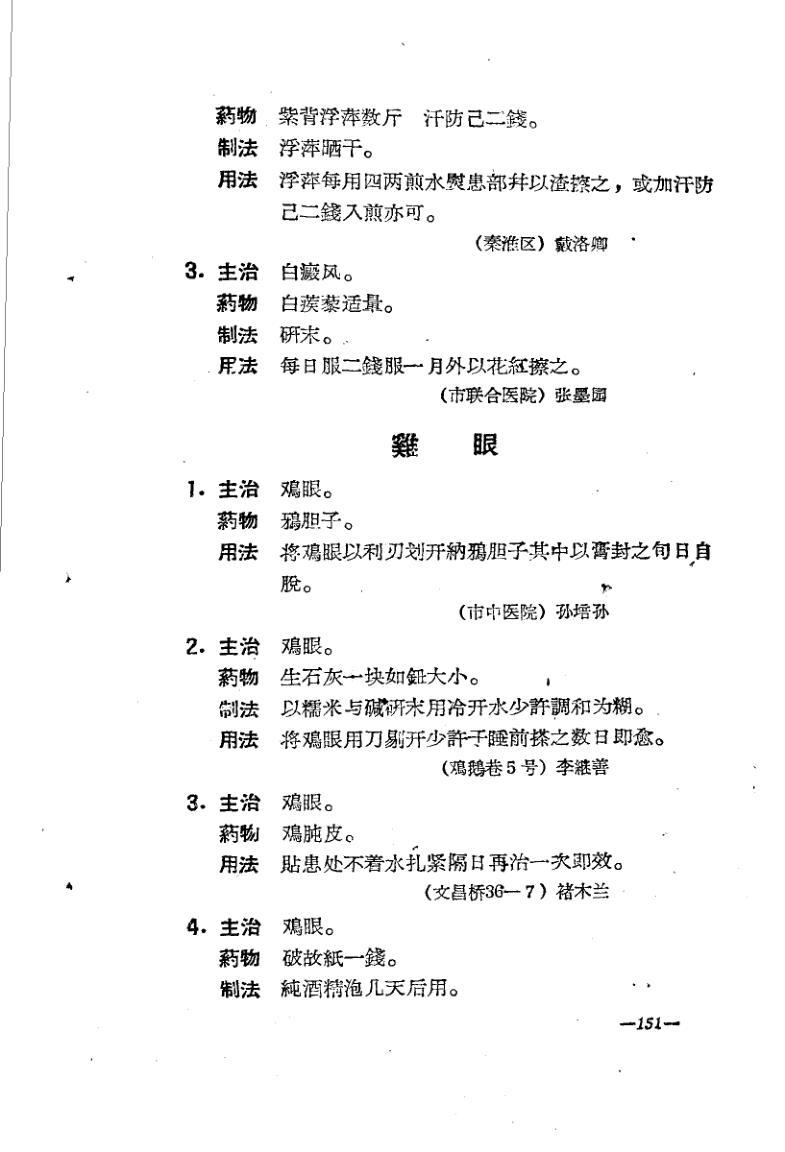 葯物 紫背浮萍数斤 汗防己二錢。
制法 浮萍晒干。
用法 浮萍每用四两煎水熨患部幷以渣擦之，或加汗防
己二錢入煎亦可。
(秦淮区) 戴洛卿
3. 主治 白癜风。
葯物 白蒺藜适量。
制法 研末。
用法 每日服二錢服一月外以花紅擦之。
(市联合医院) 张墨园
雞 眼
1. 主治 鸡眼。
葯物 鴉胆子。
用法 将鸡眼以利刃划开納鴉胆子其中以膏封之旬日自
脫。
(市中医院) 孙培孙
2. 主治 鸡眼。
葯物 生石灰一块如鈕大小。
制法 以糯米与碱研末用冷开水少許調和为糊。
用法 将鸡眼用刀剔开少許于睡前搽之数日即愈。
(鸡鹅巷5号) 李継善
3. 主治 鸡眼。
葯物 鸡肫皮。
用法 貼患处不着水扎紧隔日再治一次即效。
(文昌桥36—7) 褚木兰
4. 主治 鸡眼。
葯物 破故紙一錢。
制法 純酒精泡几天后用。
—151—